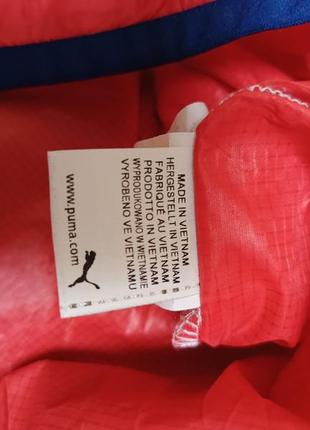 MADE IN VIETNAM
HERGESTELLT IN VIETNAM
FABRIQUÉ AU VIETNAM
PRODOTTO IN VIETNAM
WYPRODUKOWANO W WIETNAMIE
VYROBENO VE VIETNAMU
www.puma.com